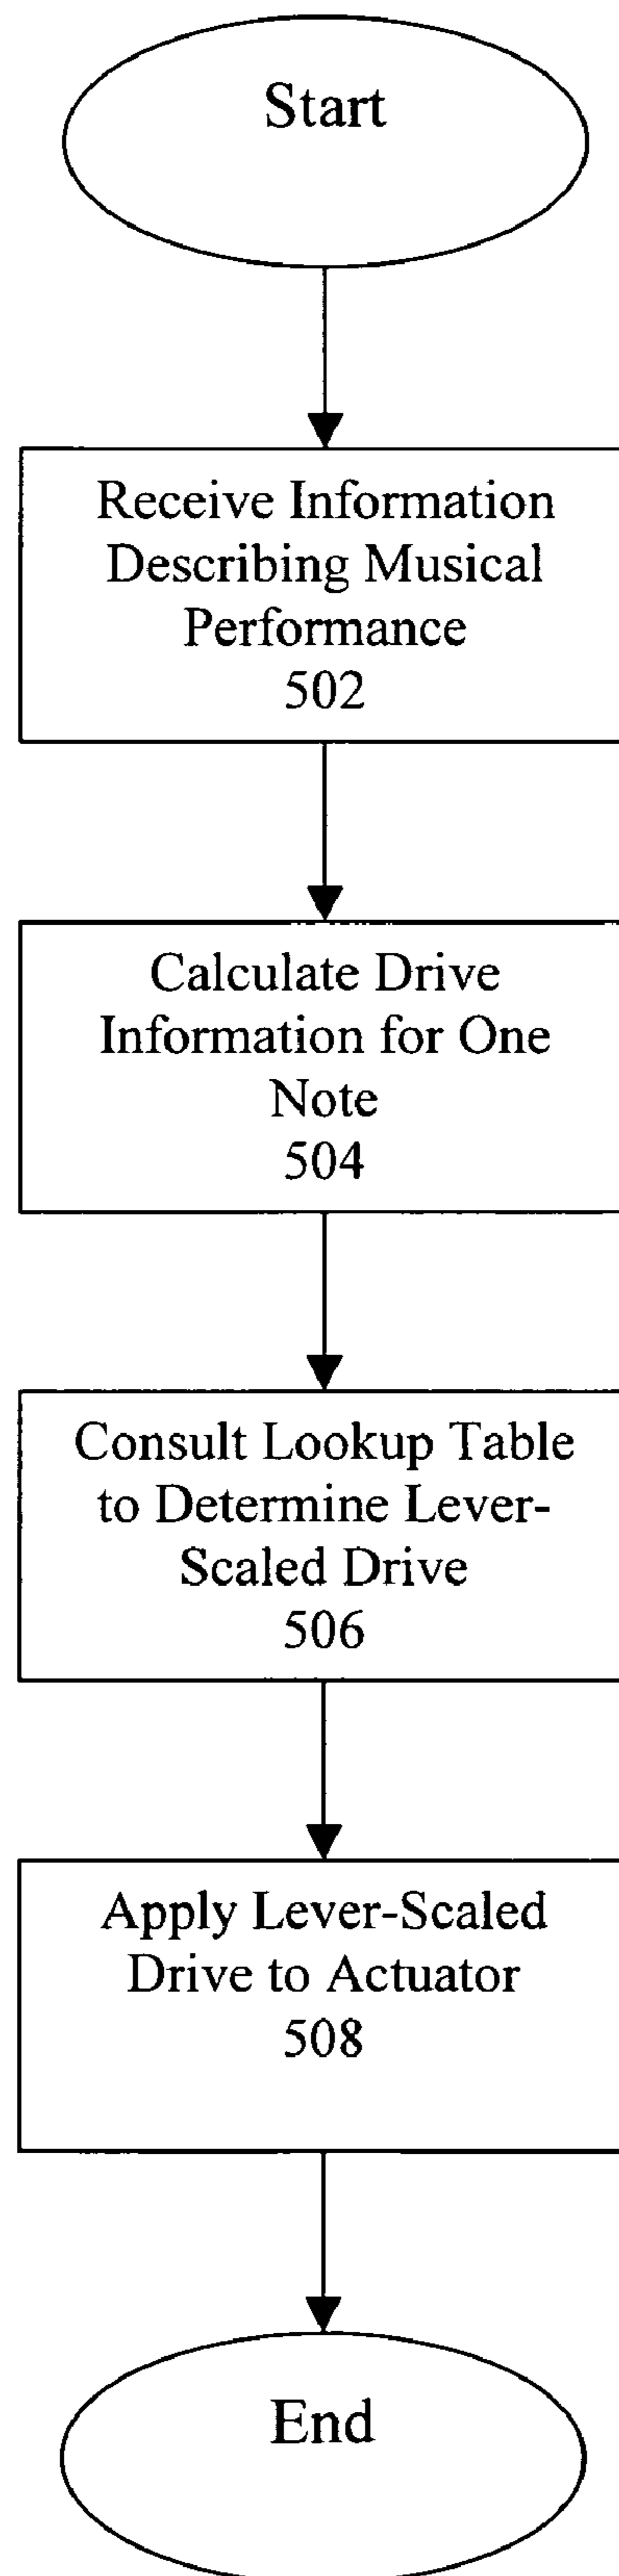 Start
Receive Information
Describing Musical
Performance
502
Calculate Drive
Information for One
Note
504
Consult Lookup Table
to Determine Lever-
Scaled Drive
506
Apply Lever-Scaled
Drive to Actuator
508
End